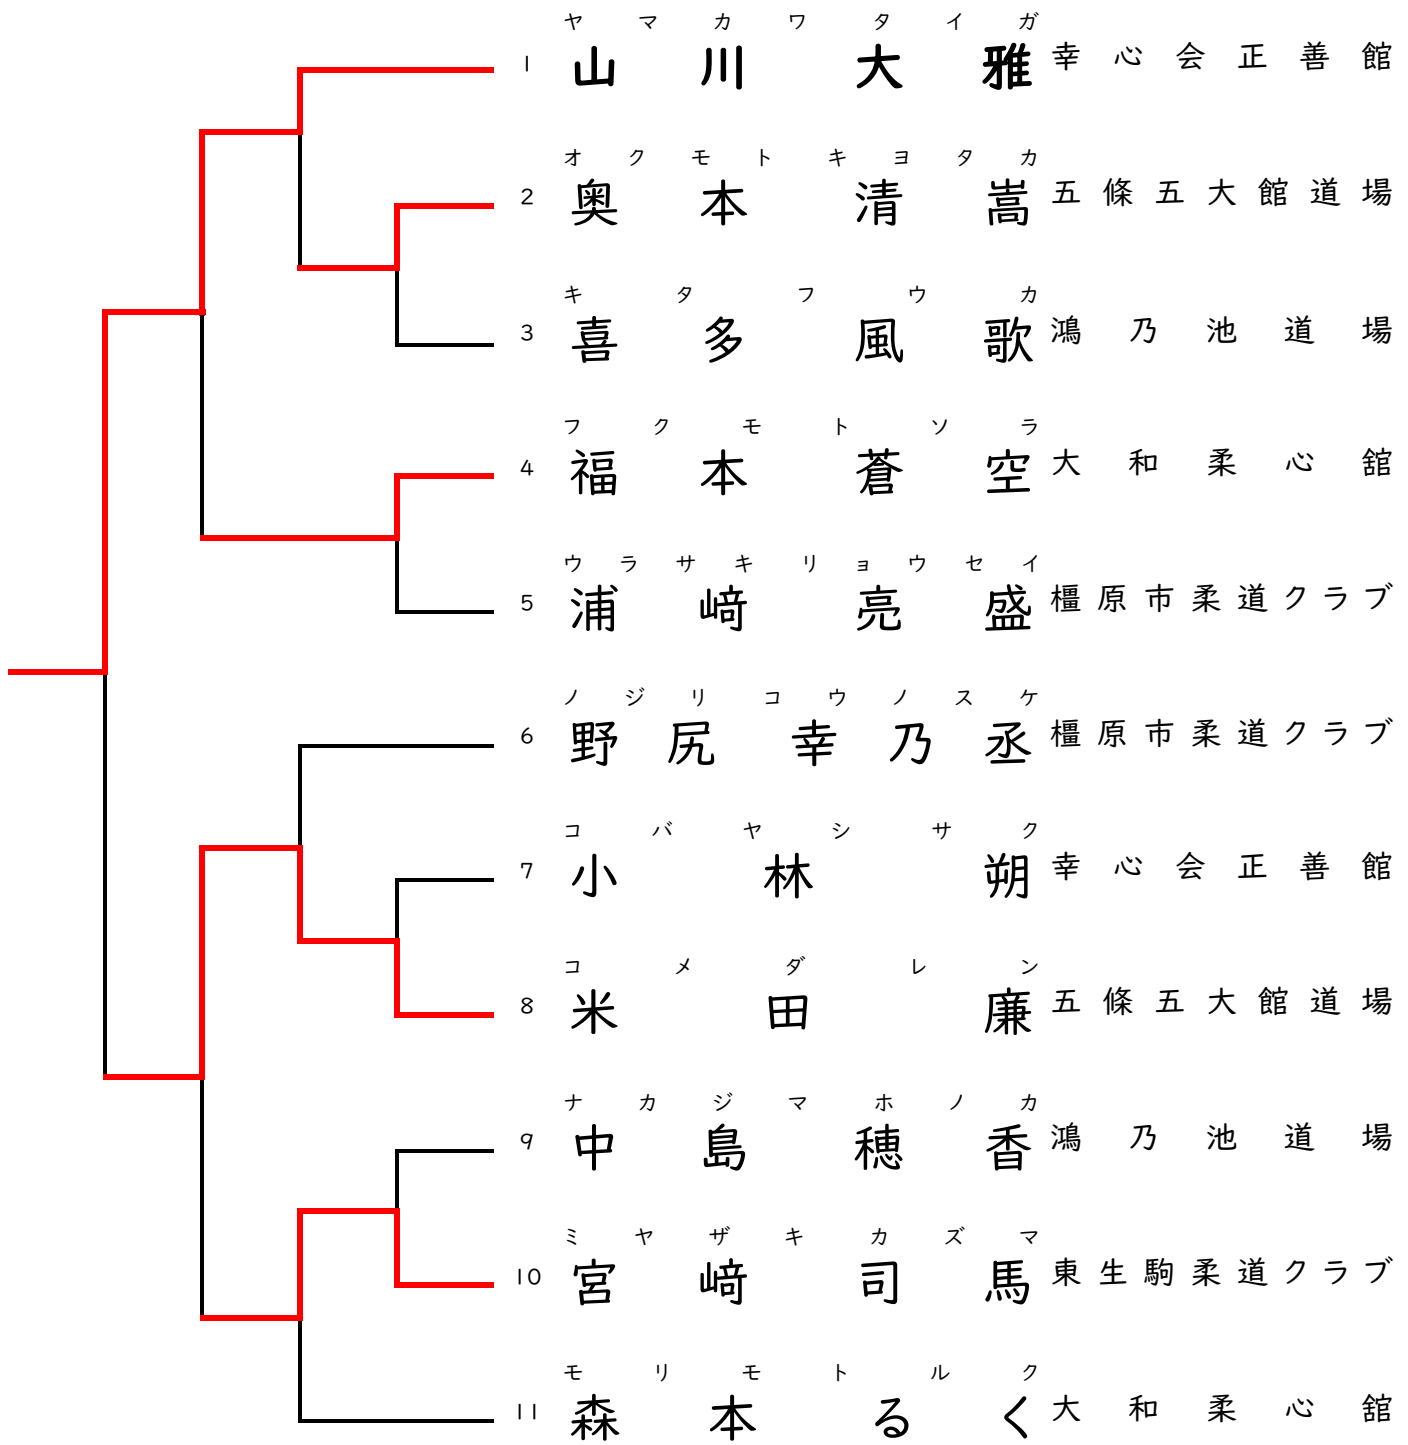 ヤマカワタイガ
1 山川大雅 幸心会正善館
オクモトキヨタカ
2 奥本清嵩 五條五大館道場
キタフウカ
3 喜多風歌 鴻乃池道場
フクモトソラ
4 福本蒼空 大和柔心舘
ウラサキリョウセイ
5 浦﨑亮盛 橿原市柔道クラブ
ノジリコウノスケ
6 野尻幸乃丞 橿原市柔道クラブ
コバヤシサク
7 小林朔 幸心会正善館
コメダレン
8 米田廉 五條五大館道場
ナカジマホノカ
9 中島穂香 鴻乃池道場
ミヤザキカズマ
10 宮﨑司馬 東生駒柔道クラブ
モリモトルク
11 森本るく 大和柔心舘